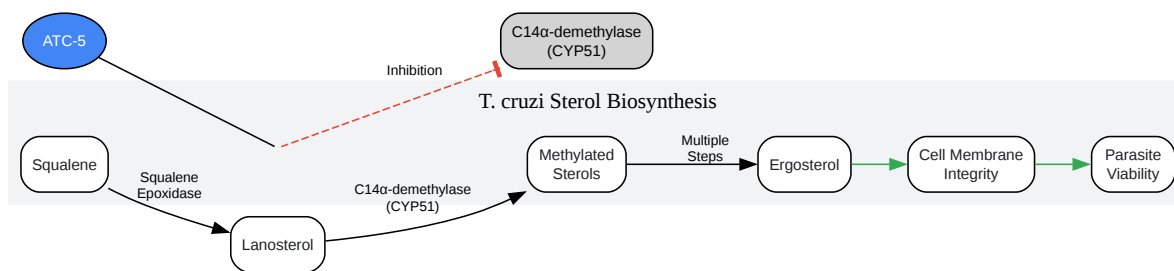 ATC-5
C14α-demethylase
(CYP51)
Inhibition
T. cruzi Sterol Biosynthesis
Squalene
Squalene
Epoxidase
Lanosterol
C14α-demethylase
(CYP51)
Methylated
Sterols
Multiple
Steps
Ergosterol
Cell Membrane
Integrity
Parasite
Viability